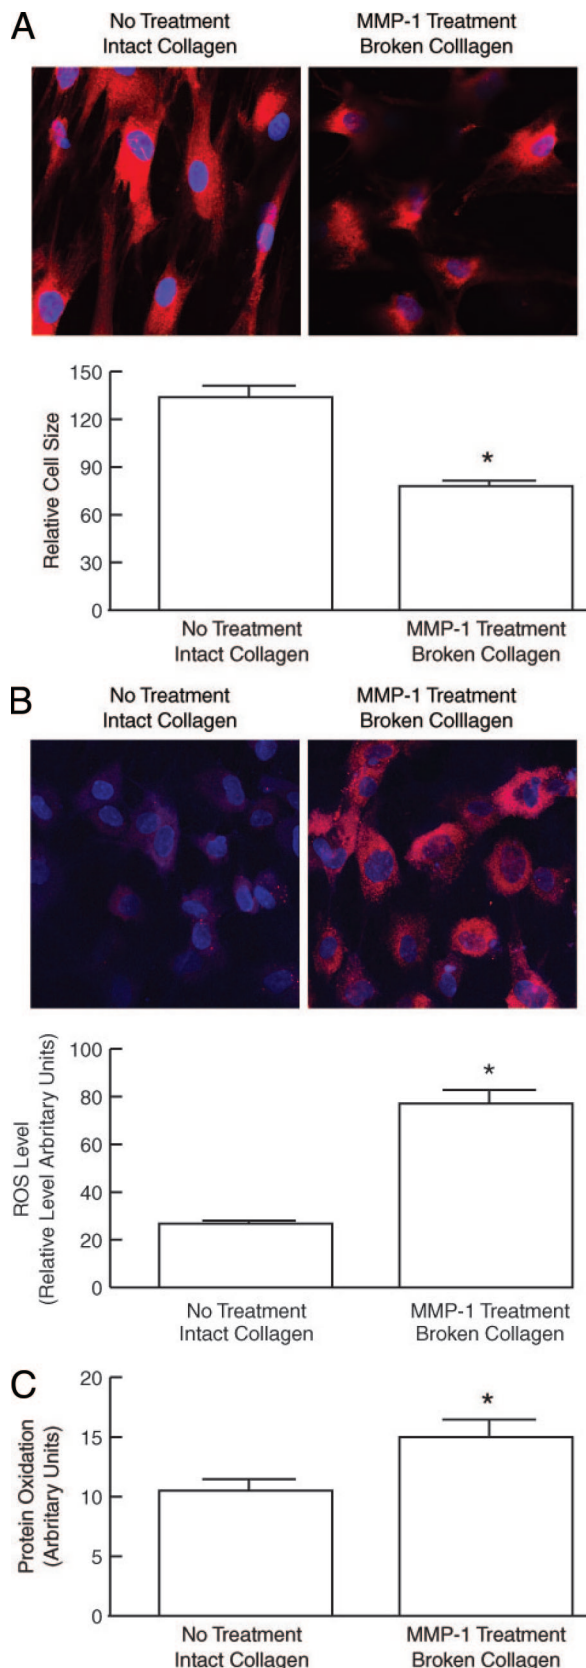 A
No Treatment
Intact Collagen
MMP-1 Treatment
Broken Colllagen
Relative Cell Size
150
120
90
60
30
0
*
No Treatment
Intact Collagen
MMP-1 Treatment
Broken Collagen
B
No Treatment
Intact Collagen
MMP-1 Treatment
Broken Colllagen
ROS Level
(Relative Level Arbritary Units)
100
80
60
40
20
0
*
No Treatment
Intact Collagen
MMP-1 Treatment
Broken Collagen
C
Protein Oxidation
(Arbritary Units)
20
15
10
5
0
*
No Treatment
Intact Collagen
MMP-1 Treatment
Broken Collagen